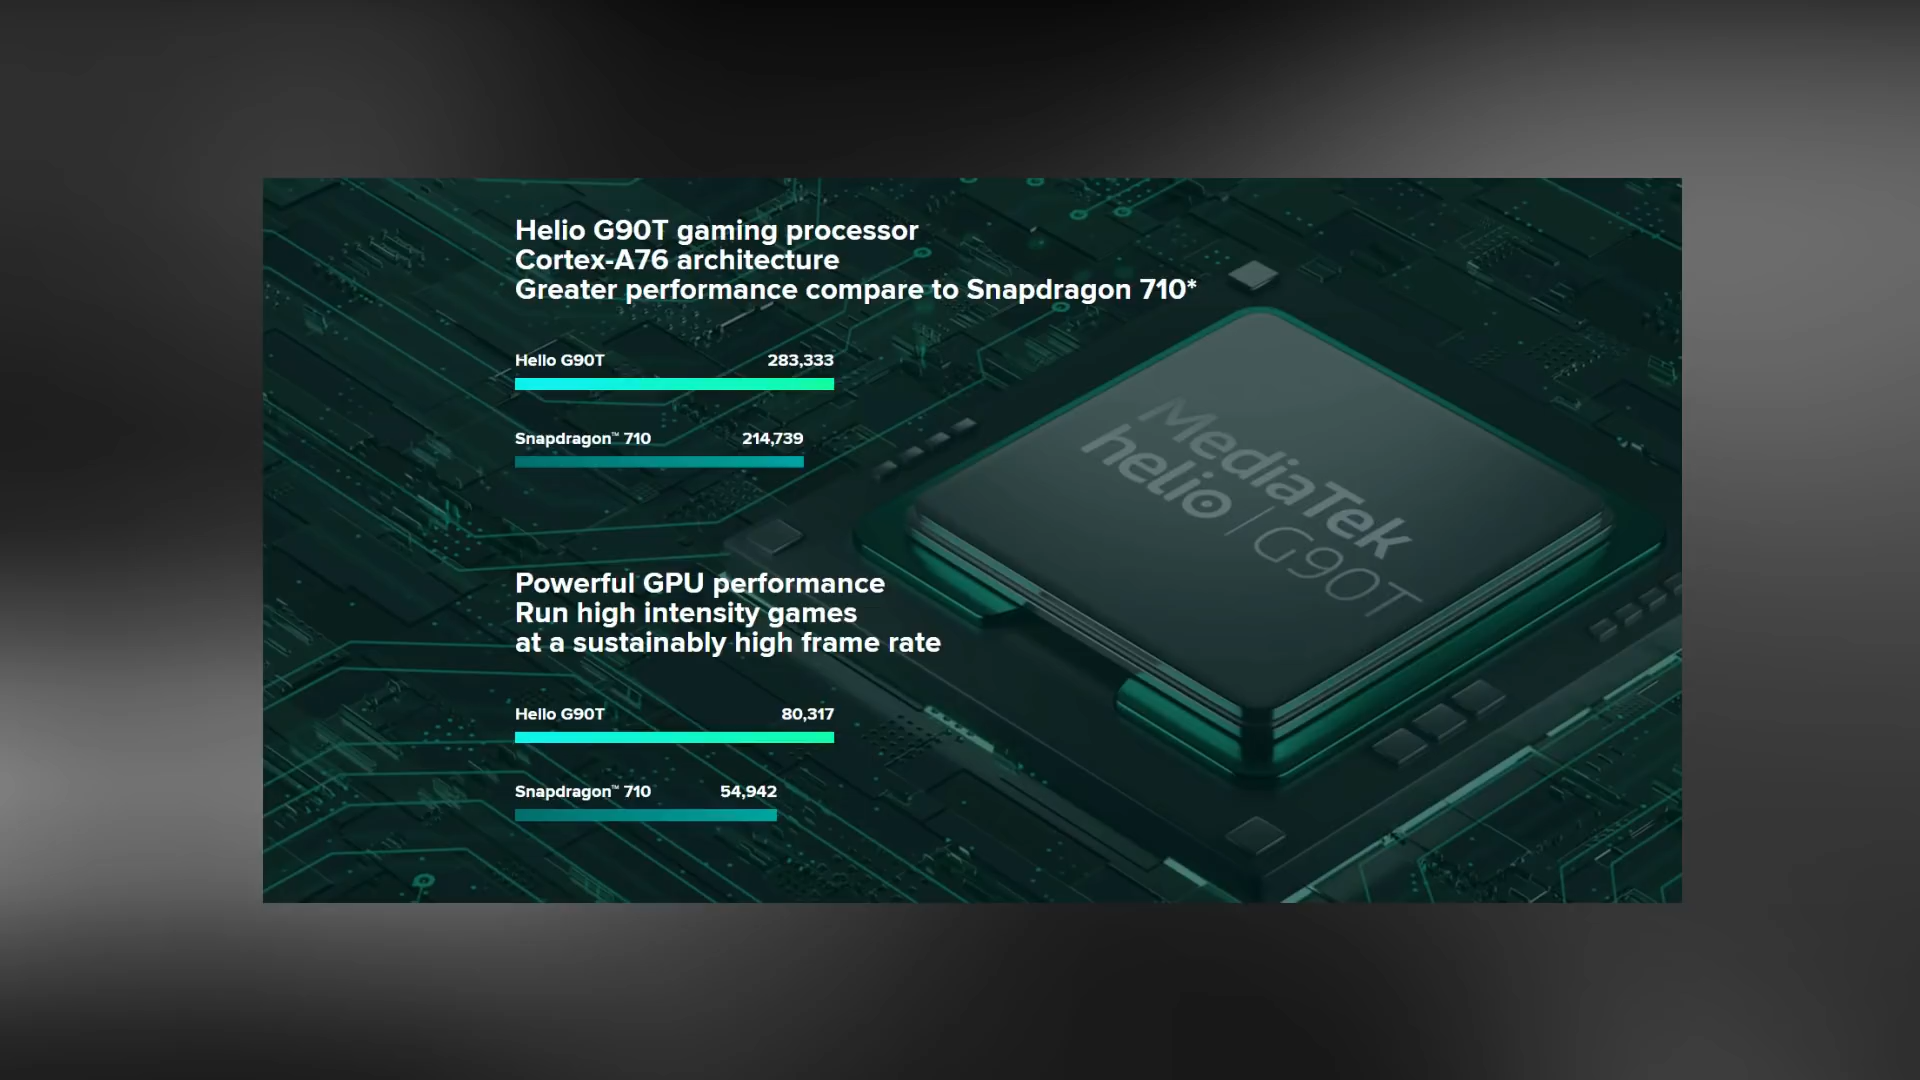 Helio G90T gaming processor
Cortex-A76 architecture
Greater performance compare to Snapdragon 710*
Helio G90T 283,333
Snapdragon™ 710 214,739
MediaTek
helio | G90T
Powerful GPU performance
Run high intensity games
at a sustainably high frame rate
Helio G90T 80,317
Snapdragon™ 710 54,942